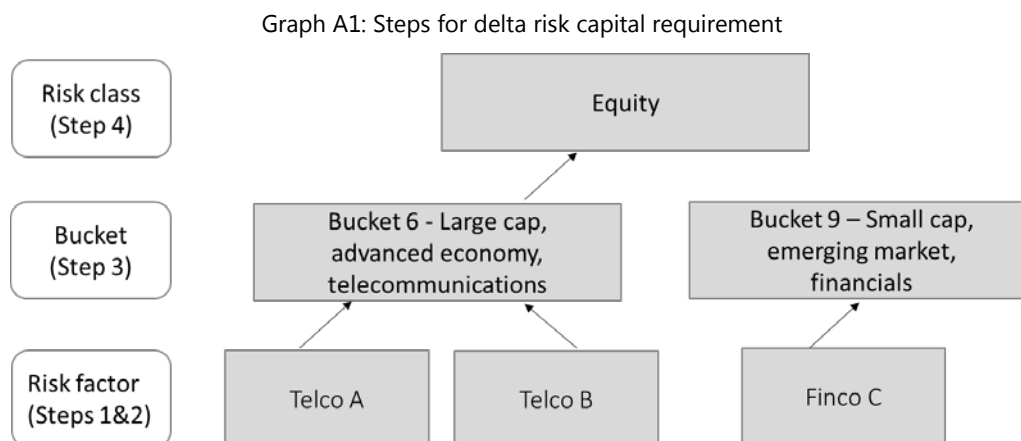 Graph A1: Steps for delta risk capital requirement
Risk class
(Step 4)
Equity
Bucket
(Step 3)
Bucket 6 - Large cap,
advanced economy,
telecommunications
Bucket 9 – Small cap,
emerging market,
financials
Risk factor
(Steps 1&2)
Telco A
Telco B
Finco C